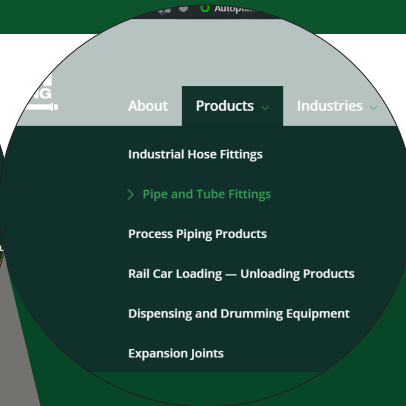 About Products Industries
Industrial Hose Fittings
Pipe and Tube Fittings
Process Piping Products
Rail Car Loading — Unloading Products
Dispensing and Drumming Equipment
Expansion Joints